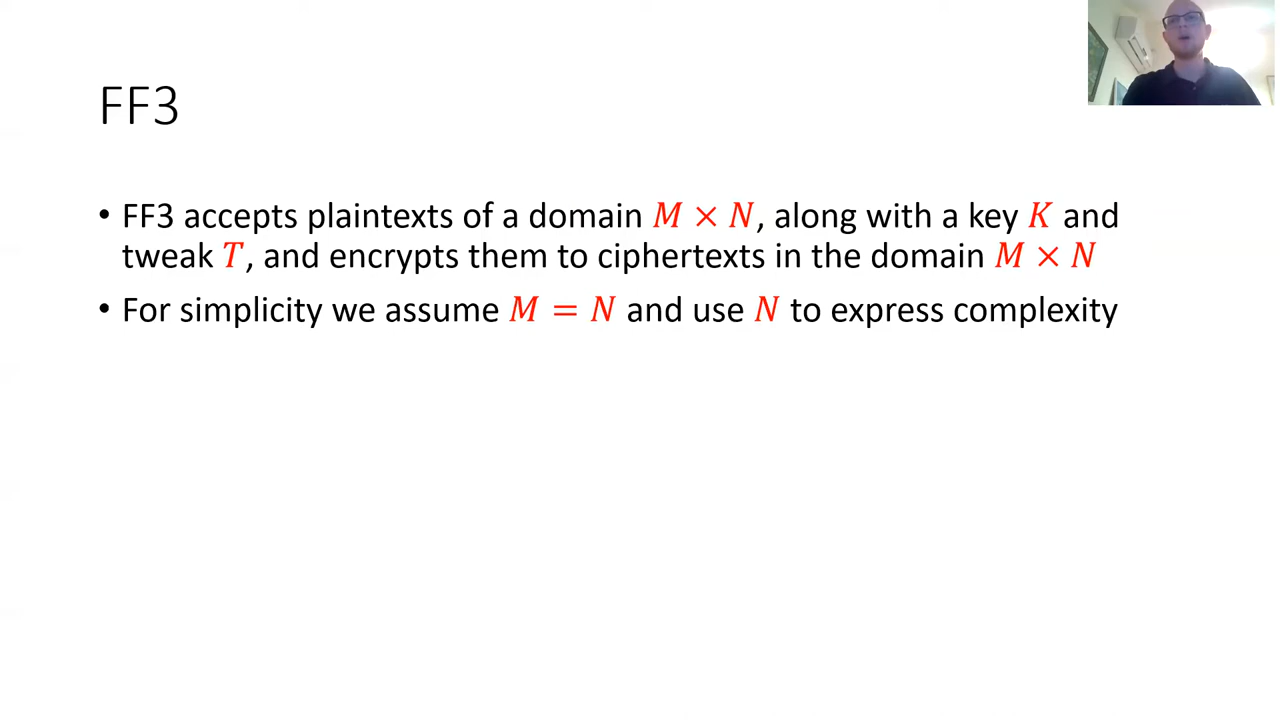 FF3
• FF3 accepts plaintexts of a domain M × N, along with a key K and
tweak T, and encrypts them to ciphertexts in the domain M × N
• For simplicity we assume M = N and use N to express complexity